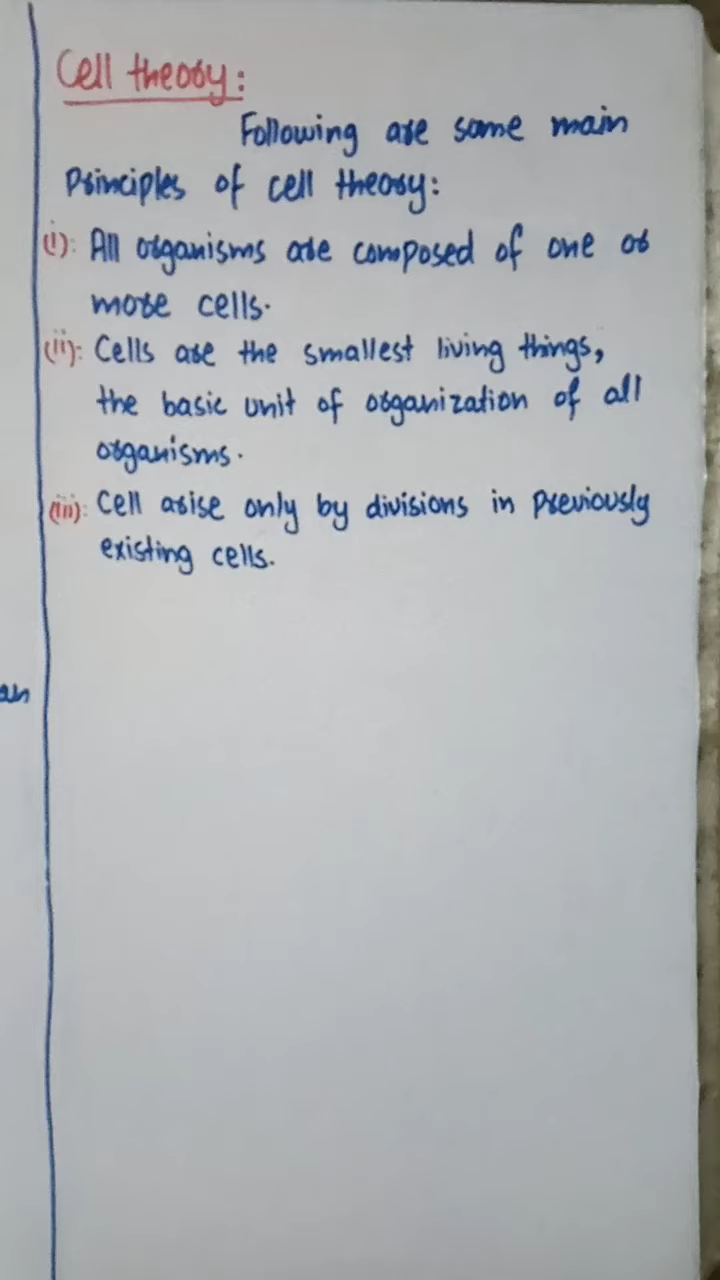 Cell theory:
Following are some main
Principles of cell theory:
(i): All organisms are composed of one or
more cells.
(ii): Cells are the smallest living things,
the basic unit of organization of all
organisms.
(iii): Cell arise only by divisions in previously
existing cells.